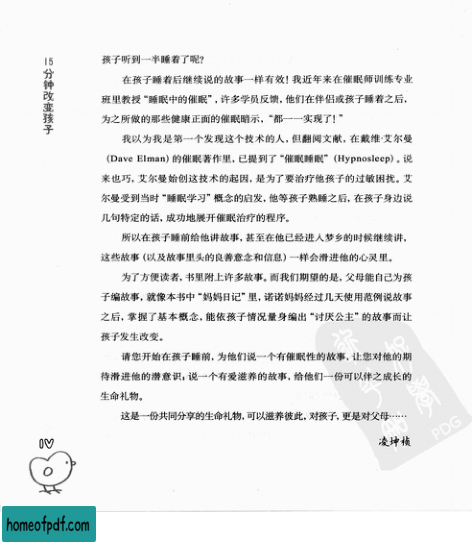 15分钟改变孩子
孩子听到一半睡着了呢?
在孩子睡着后继续说的故事一样有效!我近年来在催眠师训练专业
班里教授“睡眠中的催眠”,许多学员反馈,他们在伴侣或孩子睡着之后,
为之所做的那些健康正面的催眠暗示,“都一一实现了!”
我以为我是第一个发现这个技术的人,但翻阅文献,在戴维·艾尔曼
(Dave Elman)的催眠著作里,已提到了“催眠睡眠”(Hypnosleep)。说
来也巧,艾尔曼始创这技术的起因,是为了要治疗他孩子的过敏困扰。艾
尔曼受到当时“睡眠学习”概念的启发,他等孩子熟睡之后,在孩子身边说
几句特定的话,成功地展开催眠治疗的程序。
所以在孩子睡前给他讲故事,甚至在他已经进入梦乡的时候继续讲,
这些故事(以及故事里头的良善意念和信息)一样会滑进他的心灵里。
为了方便读者,书里附上许多故事。而我们期望的是,父母能自己为孩
子编故事,就像本书中“妈妈日记”里,诺诺妈妈经过几天使用范例说故事
之后,掌握了基本概念,能依孩子情况量身编出“讨厌公主”的故事而让
孩子发生改变。
请您开始在孩子睡前,为他们说一个有催眠性的故事,让您对他的期
待滑进他的潜意识;说一个有爱滋养的故事,给他们一份可以伴之成长的
生命礼物。
这是一份共同分享的生命礼物,可以滋养彼此,对孩子,更是对父母……
凌坤桢
10
PDG
homeofpdf.com